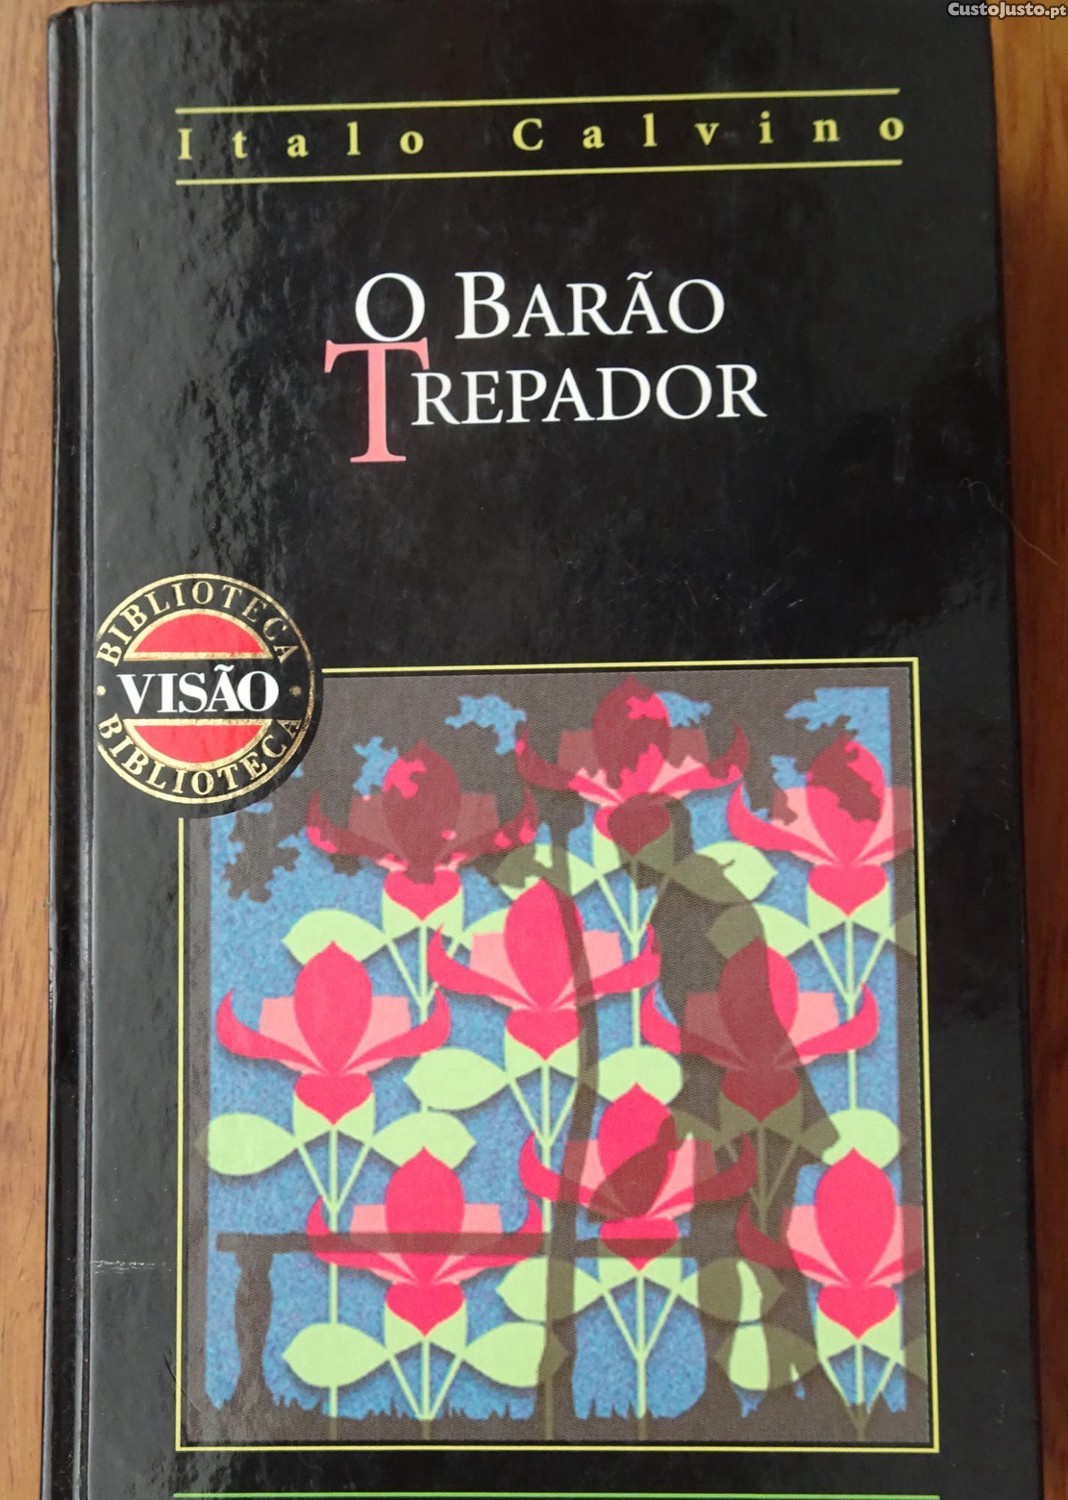 CustoJusto.pt
Italo Calvino
O BARÃO
TREPADOR
BIBLIOTECA
VISÃO
BIBLIOTECA